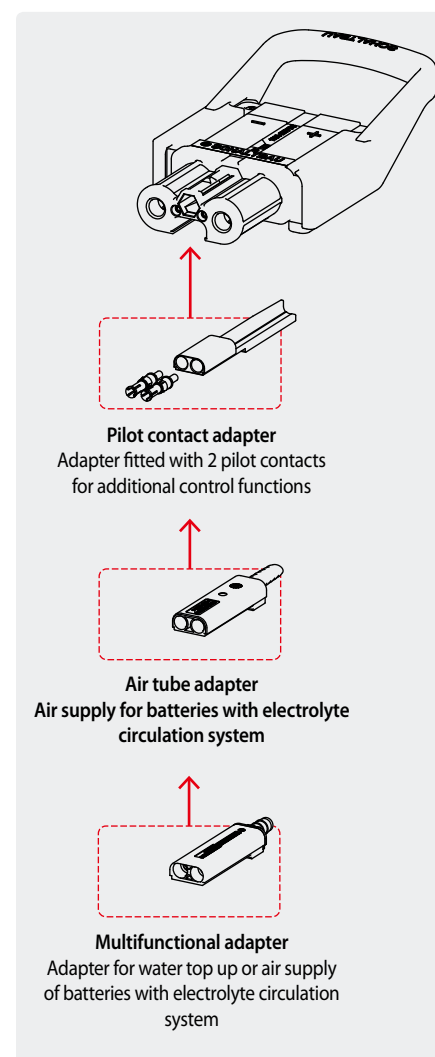 SCHALTBAU
− +
SCHALTBAU
Pilot contact adapter
Adapter fitted with 2 pilot contacts
for additional control functions
Air tube adapter
Air supply for batteries with electrolyte
circulation system
Multifunctional adapter
Adapter for water top up or air supply
of batteries with electrolyte circulation
system